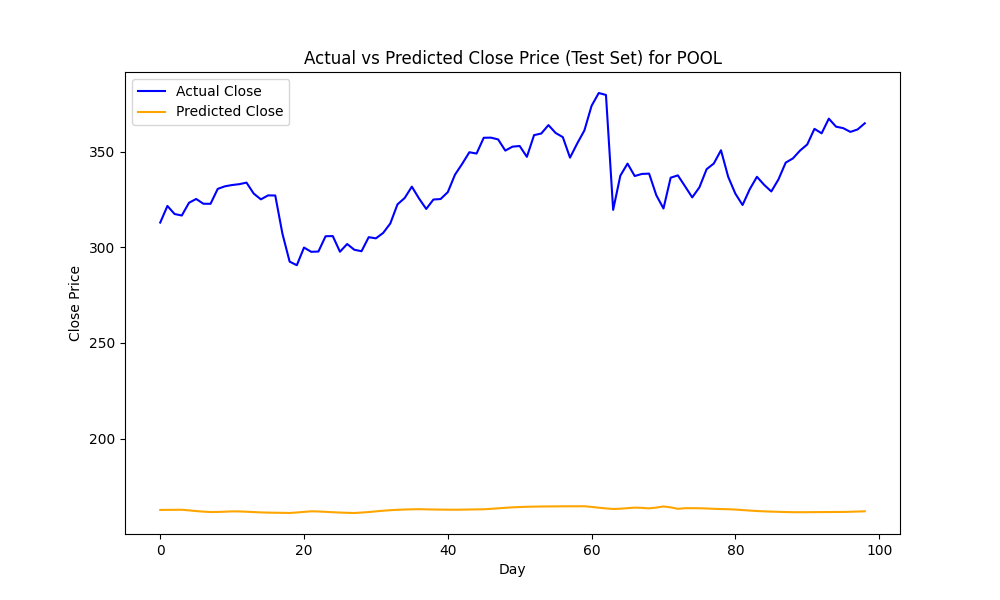 Actual vs Predicted Close Price (Test Set) for POOL
Actual Close
Predicted Close
Close Price
350
300
250
200
0
20
40
60
80
100
Day